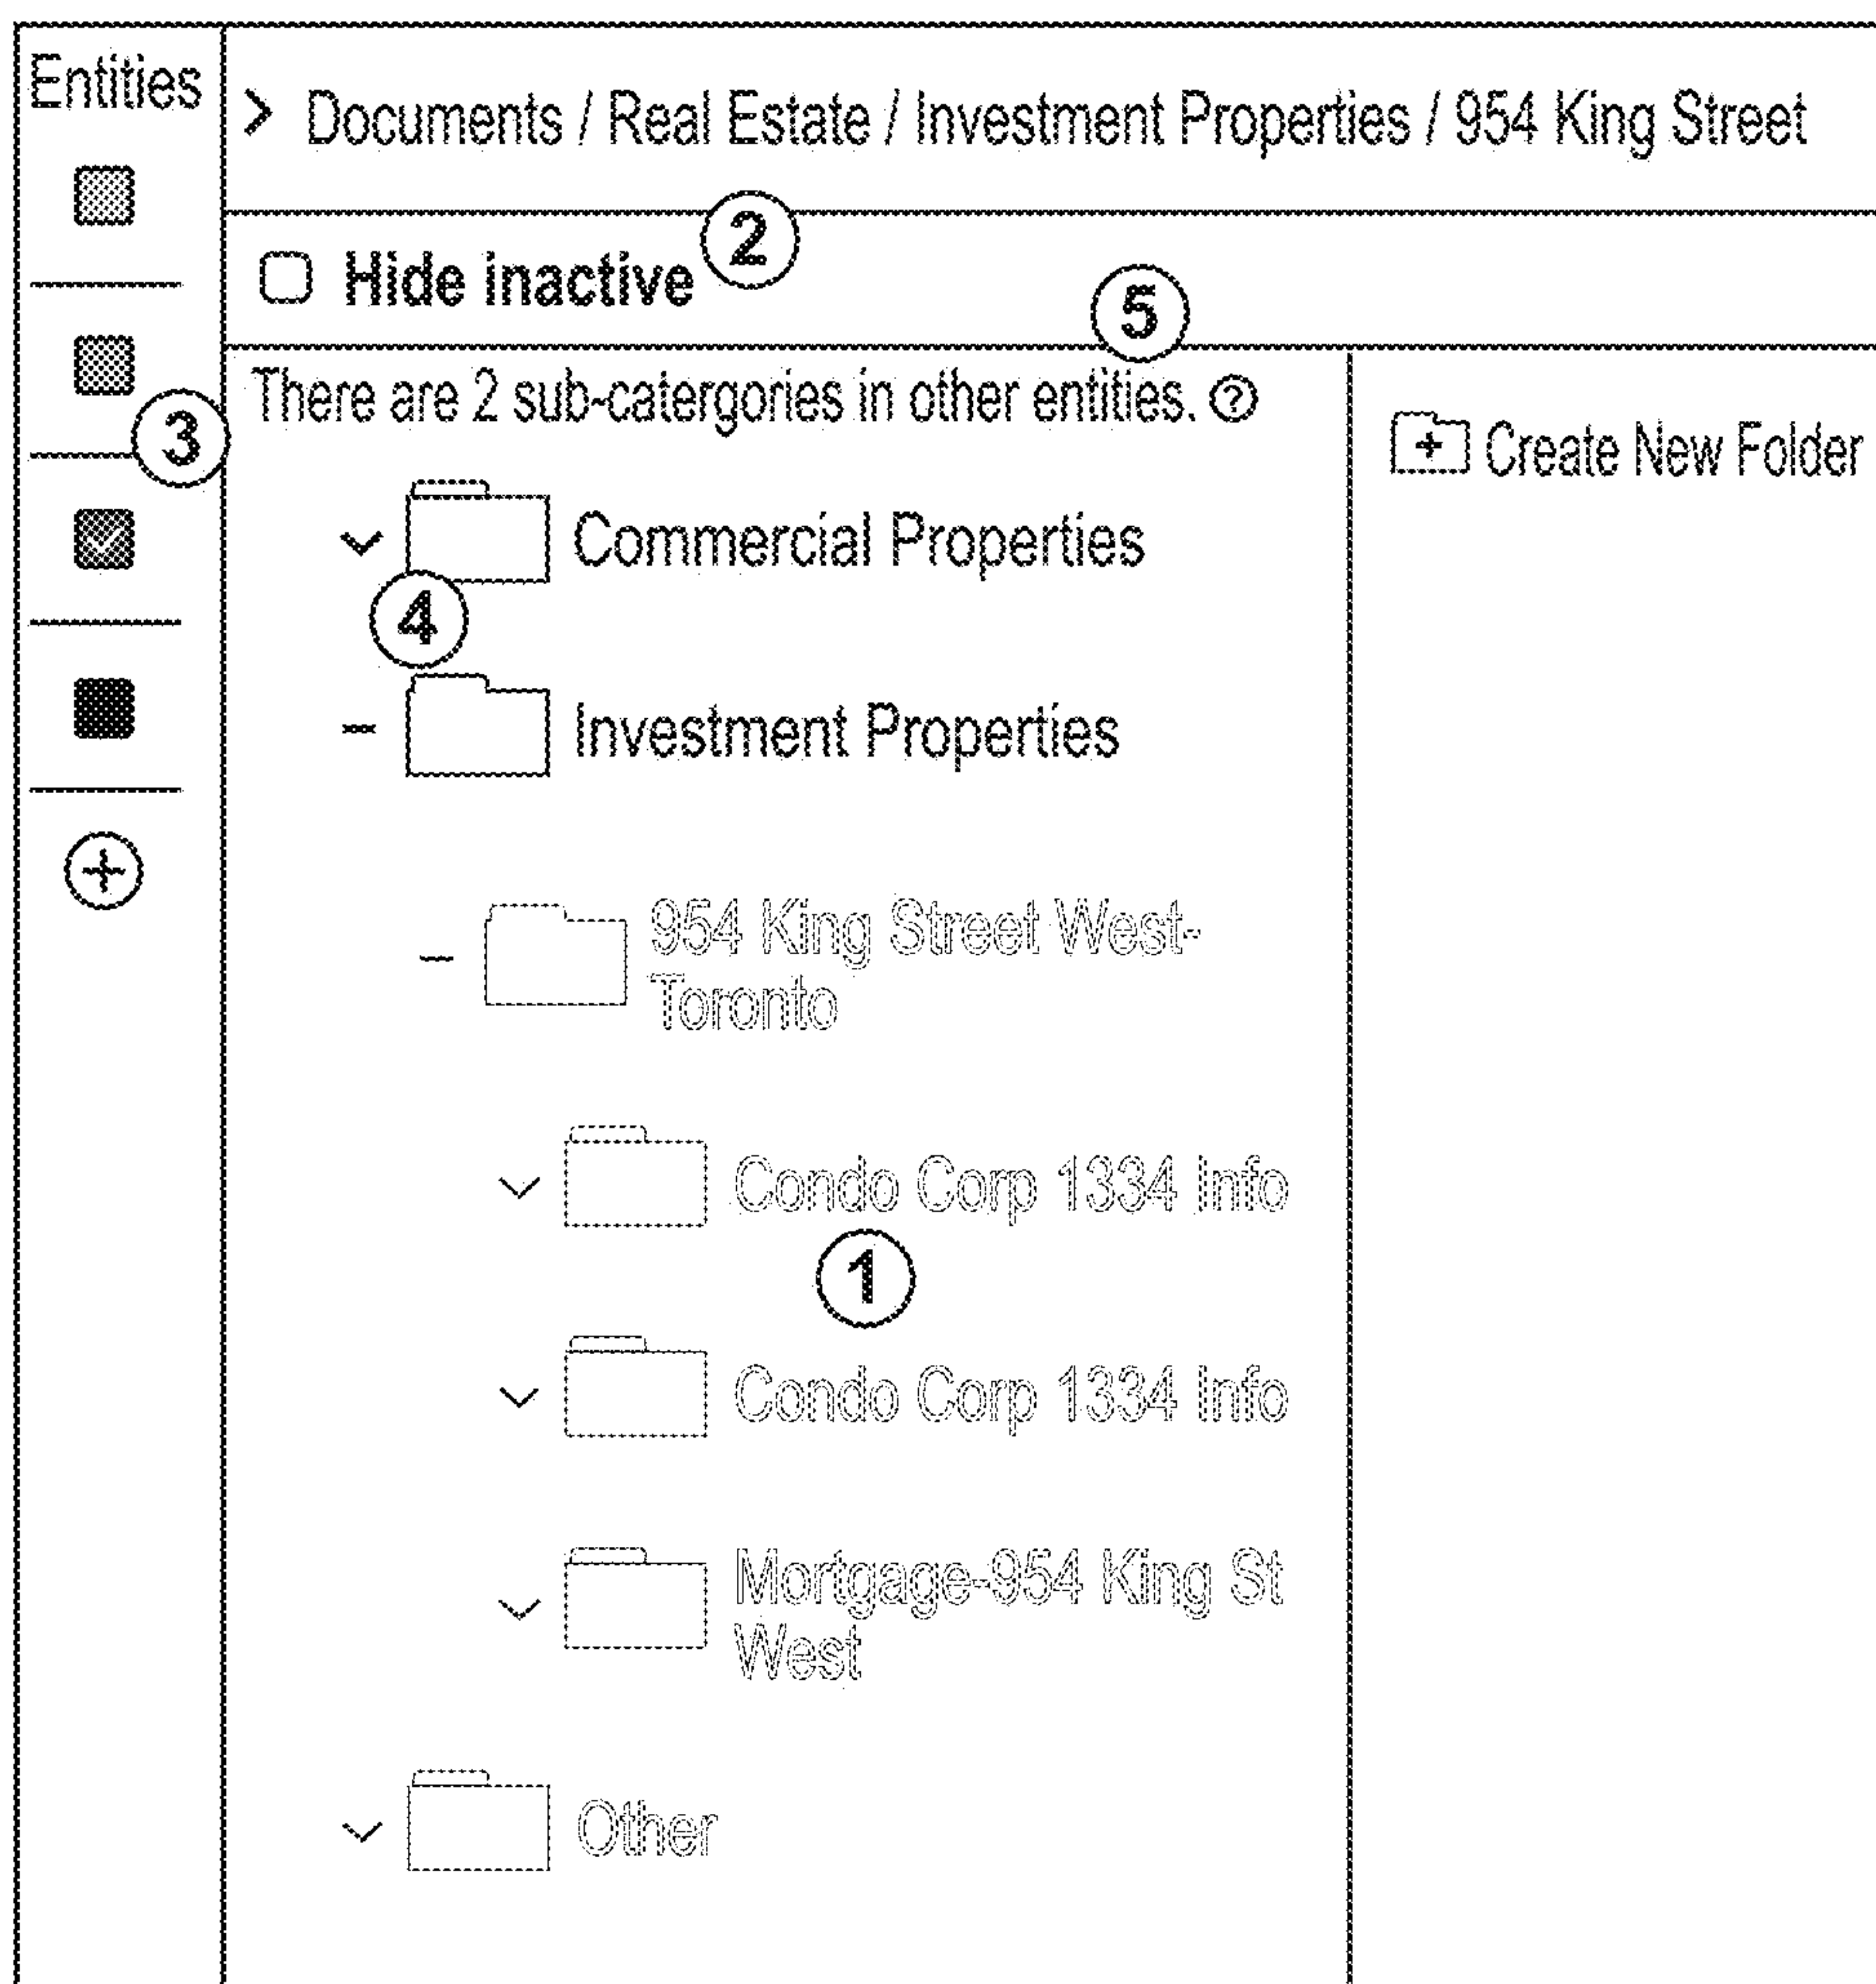 Entities
> Documents / Real Estate / Investment Properties / 954 King Street
2
Hide inactive
5
There are 2 sub-catergories in other entities. ?
3
Create New Folder
Commercial Properties
4
Investment Properties
954 King Street West-
Toronto
Condo Corp 1334 Info
1
Condo Corp 1334 Info
Mortgage-954 King St
West
Other